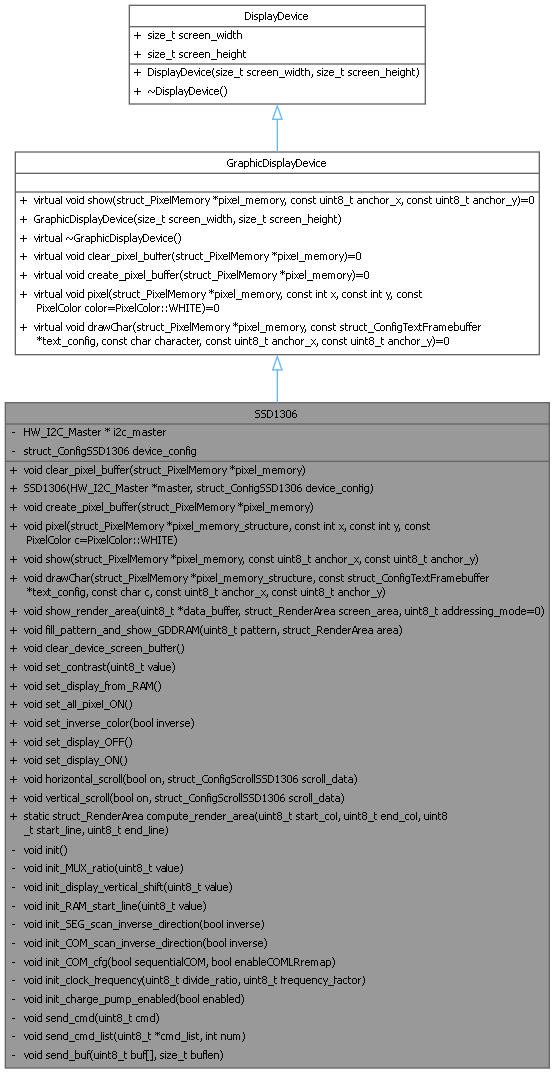 DisplayDevice
+ size_t screen_width
+ size_t screen_height
+ DisplayDevice(size_t screen_width, size_t screen_height)
+ ~DisplayDevice()
GraphicDisplayDevice
+ virtual void show(struct_PixelMemory *pixel_memory, const uint8_t anchor_x, const uint8_t anchor_y)=0
+ GraphicDisplayDevice(size_t screen_width, size_t screen_height)
+ virtual ~GraphicDisplayDevice()
+ virtual void clear_pixel_buffer(struct_PixelMemory *pixel_memory)=0
+ virtual void create_pixel_buffer(struct_PixelMemory *pixel_memory)=0
+ virtual void pixel(struct_PixelMemory *pixel_memory, const int x, const int y, const
PixelColor color=PixelColor::WHITE)=0
+ virtual void drawChar(struct_PixelMemory *pixel_memory, const struct_ConfigTextFramebuffer
*text_config, const char character, const uint8_t anchor_x, const uint8_t anchor_y)=0
SSD1306
- HW_I2C_Master * i2c_master
- struct_ConfigSSD1306 device_config
+ void clear_pixel_buffer(struct_PixelMemory *pixel_memory)
+ SSD1306(HW_I2C_Master *master, struct_ConfigSSD1306 device_config)
+ void create_pixel_buffer(struct_PixelMemory *pixel_memory)
+ void pixel(struct_PixelMemory *pixel_memory_structure, const int x, const int y, const
PixelColor c=PixelColor::WHITE)
+ void show(struct_PixelMemory *pixel_memory, const uint8_t anchor_x, const uint8_t anchor_y)
+ void drawChar(struct_PixelMemory *pixel_memory_structure, const struct_ConfigTextFramebuffer
*text_config, const char c, const uint8_t anchor_x, const uint8_t anchor_y)
+ void show_render_area(uint8_t *data_buffer, struct_RenderArea screen_area, uint8_t addressing_mode=0)
+ void fill_pattern_and_show_GDDRAM(uint8_t pattern, struct_RenderArea area)
+ void clear_device_screen_buffer()
+ void set_contrast(uint8_t value)
+ void set_display_from_RAM()
+ void set_all_pixel_ON()
+ void set_inverse_color(bool inverse)
+ void set_display_OFF()
+ void set_display_ON()
+ void horizontal_scroll(bool on, struct_ConfigScrollSSD1306 scroll_data)
+ void vertical_scroll(bool on, struct_ConfigScrollSSD1306 scroll_data)
+ static struct_RenderArea compute_render_area(uint8_t start_col, uint8_t end_col, uint8
_t start_line, uint8_t end_line)
- void init()
- void init_MUX_ratio(uint8_t value)
- void init_display_vertical_shift(uint8_t value)
- void init_RAM_start_line(uint8_t value)
- void init_SEG_scan_inverse_direction(bool inverse)
- void init_COM_scan_inverse_direction(bool inverse)
- void init_COM_cfg(bool sequentialCOM, bool enableCOMLRremap)
- void init_clock_frequency(uint8_t divide_ratio, uint8_t frequency_factor)
- void init_charge_pump_enabled(bool enabled)
- void send_cmd(uint8_t cmd)
- void send_cmd_list(uint8_t *cmd_list, int num)
- void send_buf(uint8_t buf[], size_t buflen)